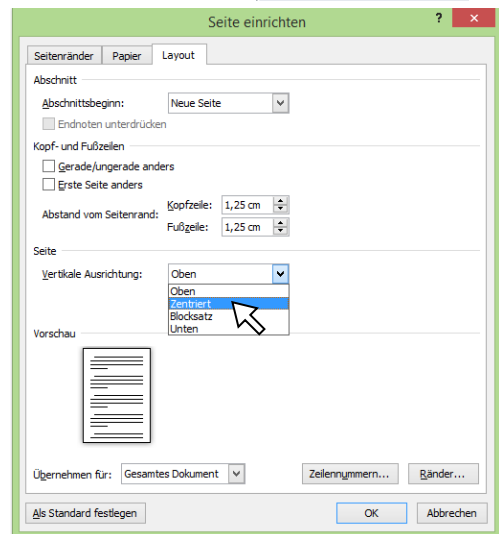 Seite einrichten ? ×
Seitenränder Papier Layout
Abschnitt
Abschnittsbeginn: Neue Seite
Endnoten unterdrücken
Kopf- und Fußzeilen
Gerade/ungerade anders
Erste Seite anders
Abstand vom Seitenrand: Kopfzeile: 1,25 cm
Fußzeile: 1,25 cm
Seite
Vertikale Ausrichtung: Oben
Oben
Zentriert
Blocksatz
Unten
Vorschau
Übernehmen für: Gesamtes Dokument Zeilennummern... Ränder...
Als Standard festlegen OK Abbrechen